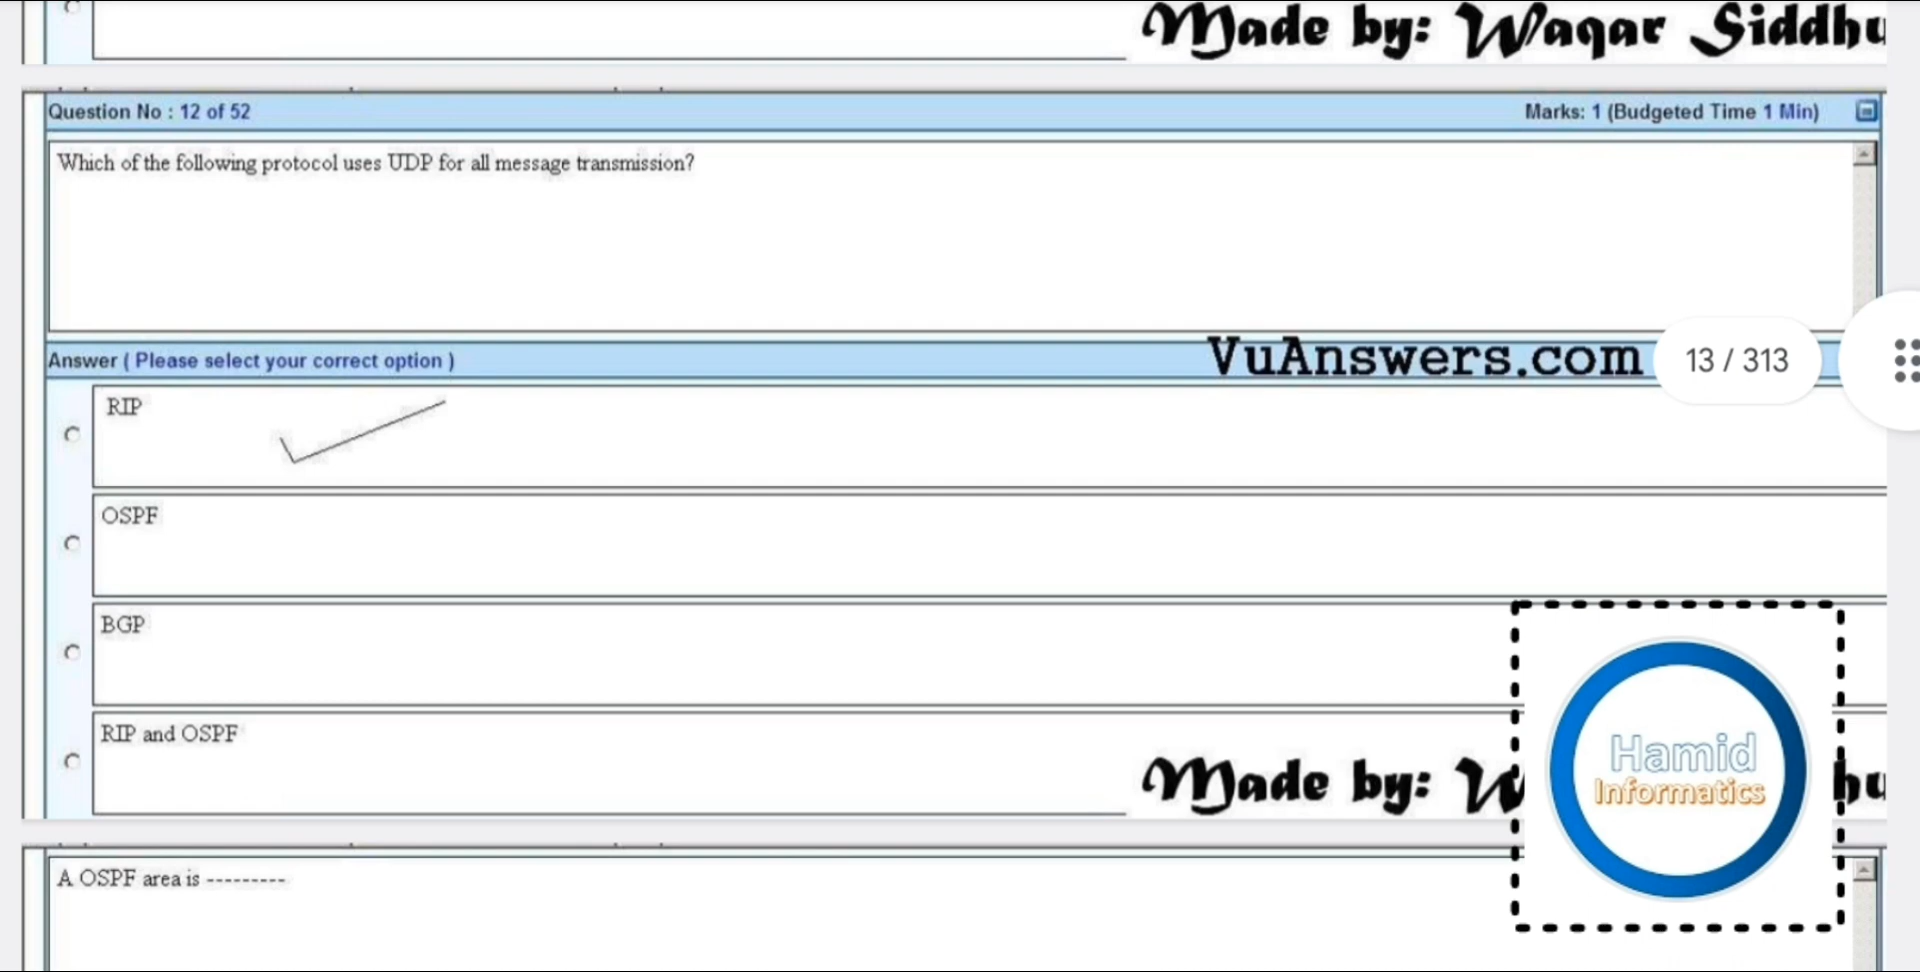 Made by: Waqar Siddhu
Question No : 12 of 52
Marks: 1 (Budgeted Time 1 Min)
Which of the following protocol uses UDP for all message transmission?
Answer ( Please select your correct option )
VuAnswers.com
13 / 313
RIP
OSPF
BGP
RIP and OSPF
Made by: W
hu
Hamid
Informatics
A OSPF area is ---------